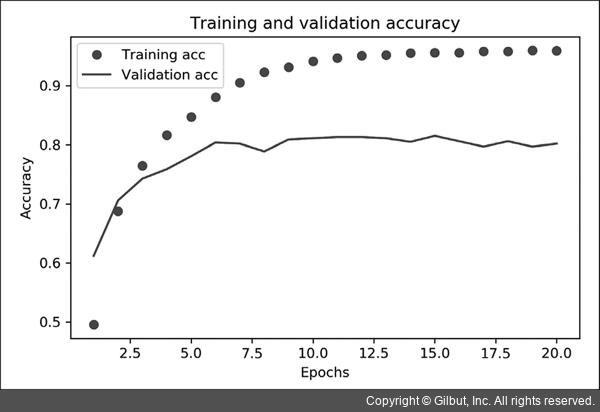 Training and validation accuracy
Training acc
Validation acc
0.9
0.8
0.7
0.6
0.5
Accuracy
2.5 5.0 7.5 10.0 12.5 15.0 17.5 20.0
Epochs
Copyright © Gilbut, Inc. All rights reserved.